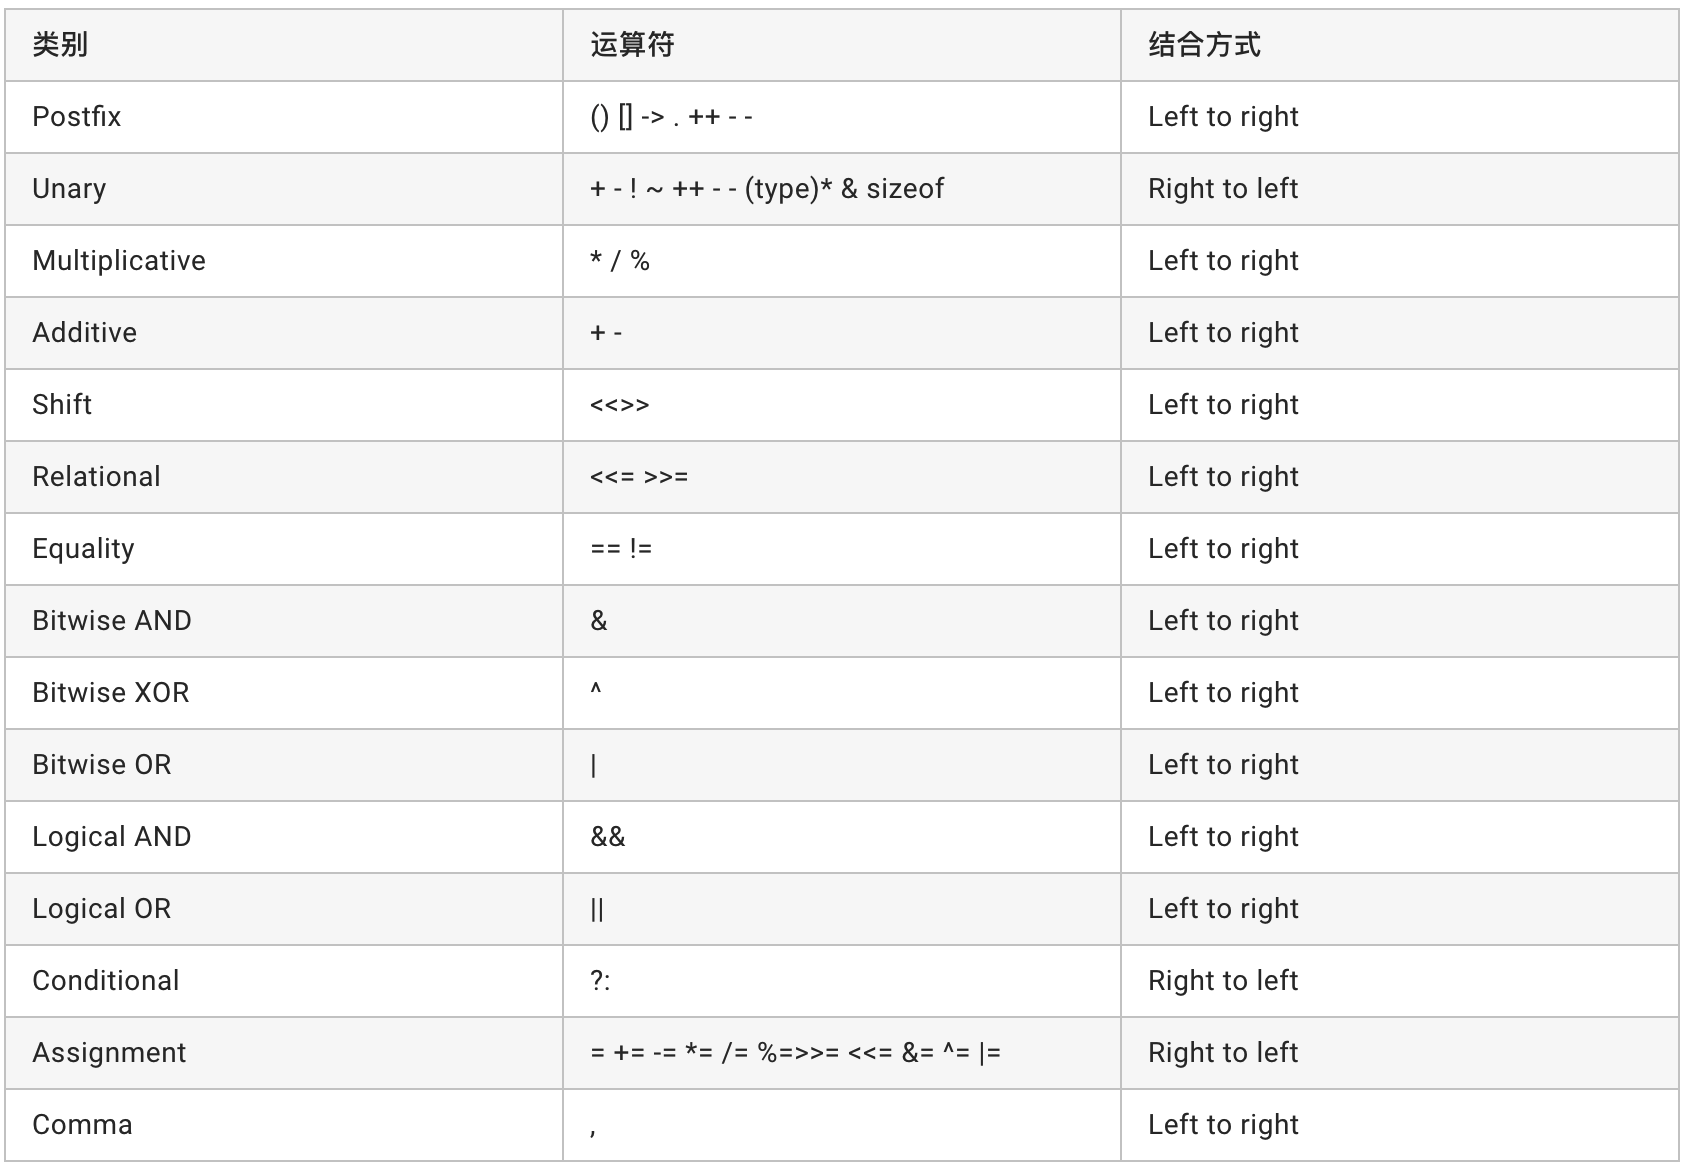 类别 运算符 结合方式
Postfix () [] -> . ++ - - Left to right
Unary + - ! ~ ++ - - (type)* & sizeof Right to left
Multiplicative * / % Left to right
Additive + - Left to right
Shift <<>> Left to right
Relational <<= >>= Left to right
Equality == != Left to right
Bitwise AND & Left to right
Bitwise XOR ^ Left to right
Bitwise OR | Left to right
Logical AND && Left to right
Logical OR || Left to right
Conditional ?: Right to left
Assignment = += -= *= /= %=>>= <<= &= ^= |= Right to left
Comma , Left to right